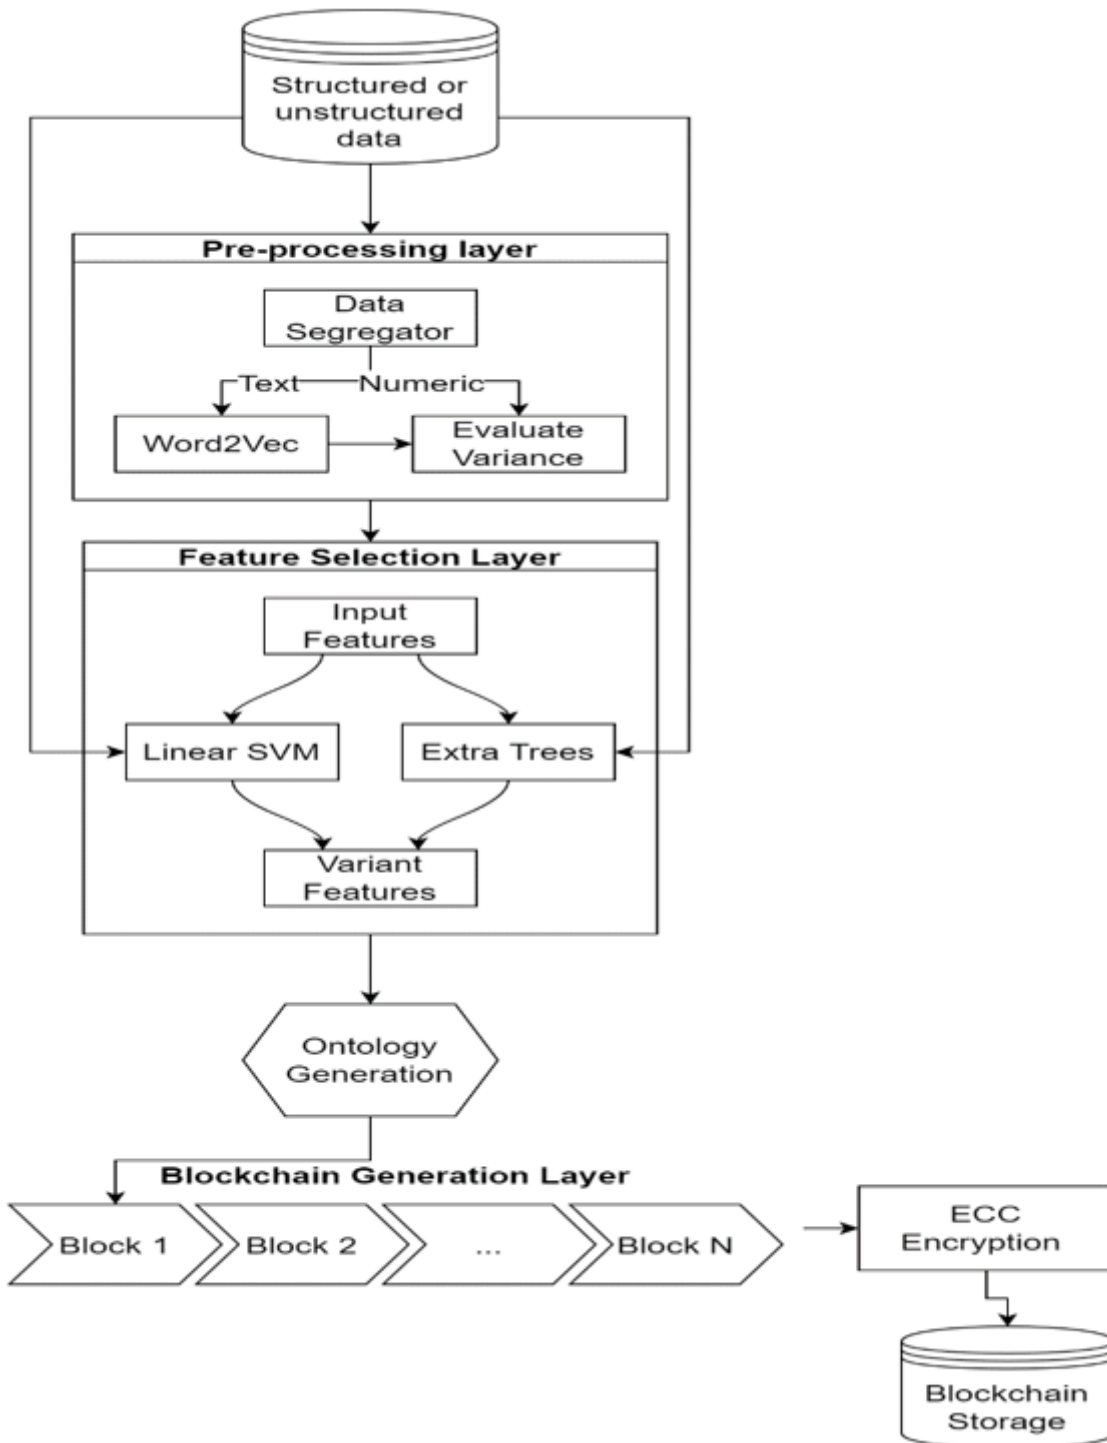 Structured or
unstructured
data
Pre-processing layer
Data
Segregator
Text
Numeric
Word2Vec
Evaluate
Variance
Feature Selection Layer
Input
Features
Linear SVM
Extra Trees
Variant
Features
Ontology
Generation
Blockchain Generation Layer
Block 1
Block 2
...
Block N
ECC
Encryption
Blockchain
Storage